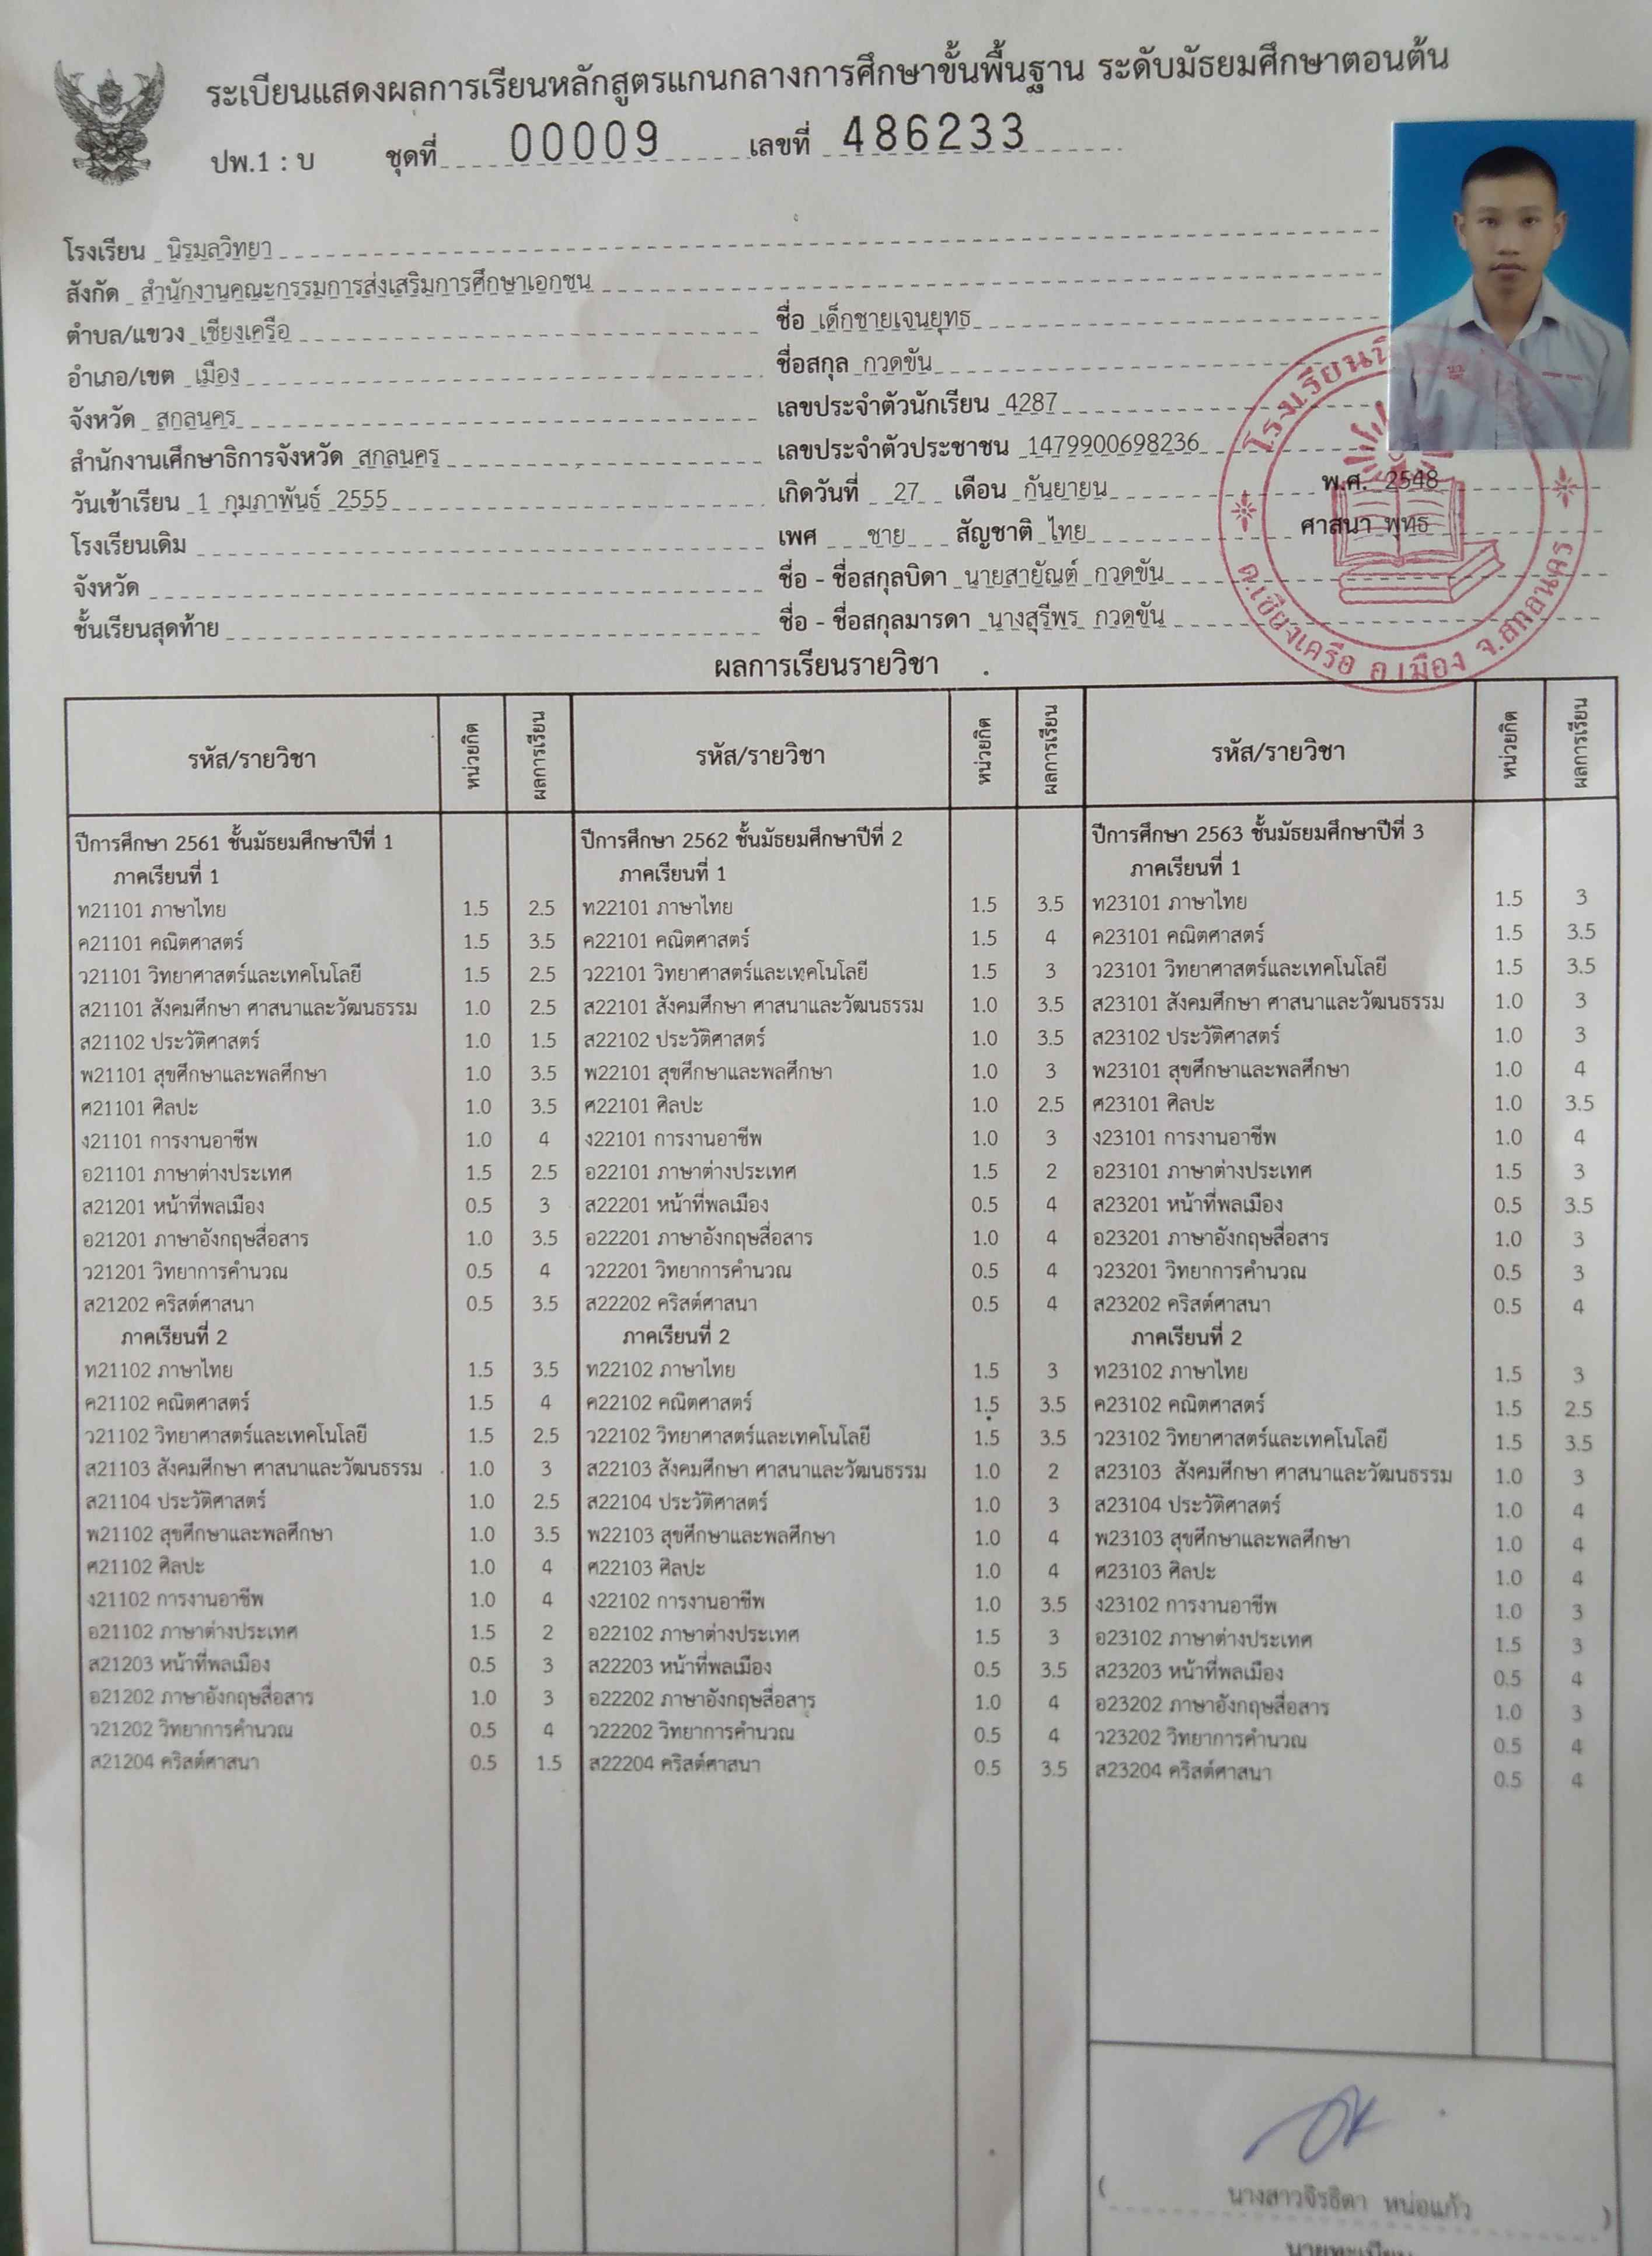 ระเบียนแสดงผลการเรียนหลักสูตรแกนกลางการศึกษาขั้นพื้นฐาน ระดับมัธยมศึกษาตอนต้น
ปพ.1 : บ ชุดที่ 00009 เลขที่ 486233
โรงเรียน นิรมลวิทยา
สังกัด สำนักงานคณะกรรมการส่งเสริมการศึกษาเอกชน
ตำบล/แขวง เชียงเครือ
อำเภอ/เขต เมือง
จังหวัด สกลนคร
สำนักงานศึกษาธิการจังหวัด สกลนคร
วันเข้าเรียน 1 กุมภาพันธ์ 2555
โรงเรียนเดิม
จังหวัด
ชั้นเรียนสุดท้าย
ชื่อ เด็กชายเจนยุทธ
ชื่อสกุล กวดขัน
เลขประจำตัวนักเรียน 4287
เลขประจำตัวประชาชน 1479900698236
เกิดวันที่ 27 เดือน กันยายน พ.ศ. 2548
เพศ ชาย สัญชาติ ไทย ศาสนา พุทธ
ชื่อ - ชื่อสกุลบิดา นายสายัณต์ กวดขัน
ชื่อ - ชื่อสกุลมารดา นางสุรีพร กวดขัน
โรงเรียนนิ
ต.เชียงเครือ อ.เมือง จ.สกลนคร
ผลการเรียนรายวิชา
รหัส/รายวิชา หน่วยกิต ผลการเรียน
ปีการศึกษา 2561 ชั้นมัธยมศึกษาปีที่ 1
ภาคเรียนที่ 1
ท21101 ภาษาไทย 1.5 2.5
ค21101 คณิตศาสตร์ 1.5 3.5
ว21101 วิทยาศาสตร์และเทคโนโลยี 1.5 2.5
ส21101 สังคมศึกษา ศาสนาและวัฒนธรรม 1.0 2.5
ส21102 ประวัติศาสตร์ 1.0 1.5
พ21101 สุขศึกษาและพลศึกษา 1.0 3.5
ศ21101 ศิลปะ 1.0 3.5
ง21101 การงานอาชีพ 1.0 4
อ21101 ภาษาต่างประเทศ 1.5 2.5
ส21201 หน้าที่พลเมือง 0.5 3
อ21201 ภาษาอังกฤษสื่อสาร 1.0 3.5
ว21201 วิทยาการคำนวณ 0.5 4
ส21202 คริสต์ศาสนา 0.5 3.5
ภาคเรียนที่ 2
ท21102 ภาษาไทย 1.5 3.5
ค21102 คณิตศาสตร์ 1.5 4
ว21102 วิทยาศาสตร์และเทคโนโลยี 1.5 2.5
ส21103 สังคมศึกษา ศาสนาและวัฒนธรรม 1.0 3
ส21104 ประวัติศาสตร์ 1.0 2.5
พ21102 สุขศึกษาและพลศึกษา 1.0 3.5
ศ21102 ศิลปะ 1.0 4
ง21102 การงานอาชีพ 1.0 4
อ21102 ภาษาต่างประเทศ 1.5 2
ส21203 หน้าที่พลเมือง 0.5 3
อ21202 ภาษาอังกฤษสื่อสาร 1.0 3
ว21202 วิทยาการคำนวณ 0.5 4
ส21204 คริสต์ศาสนา 0.5 1.5
รหัส/รายวิชา หน่วยกิต ผลการเรียน
ปีการศึกษา 2562 ชั้นมัธยมศึกษาปีที่ 2
ภาคเรียนที่ 1
ท22101 ภาษาไทย 1.5 3.5
ค22101 คณิตศาสตร์ 1.5 4
ว22101 วิทยาศาสตร์และเทคโนโลยี 1.5 3
ส22101 สังคมศึกษา ศาสนาและวัฒนธรรม 1.0 3.5
ส22102 ประวัติศาสตร์ 1.0 3.5
พ22101 สุขศึกษาและพลศึกษา 1.0 3
ศ22101 ศิลปะ 1.0 2.5
ง22101 การงานอาชีพ 1.0 3
อ22101 ภาษาต่างประเทศ 1.5 2
ส22201 หน้าที่พลเมือง 0.5 4
อ22201 ภาษาอังกฤษสื่อสาร 1.0 4
ว22201 วิทยาการคำนวณ 0.5 4
ส22202 คริสต์ศาสนา 0.5 4
ภาคเรียนที่ 2
ท22102 ภาษาไทย 1.5 3
ค22102 คณิตศาสตร์ 1.5 3.5
ว22102 วิทยาศาสตร์และเทคโนโลยี 1.5 3.5
ส22103 สังคมศึกษา ศาสนาและวัฒนธรรม 1.0 2
ส22104 ประวัติศาสตร์ 1.0 3
พ22103 สุขศึกษาและพลศึกษา 1.0 4
ศ22103 ศิลปะ 1.0 4
ง22102 การงานอาชีพ 1.0 3.5
อ22102 ภาษาต่างประเทศ 1.5 3
ส22203 หน้าที่พลเมือง 0.5 3.5
อ22202 ภาษาอังกฤษสื่อสาร 1.0 4
ว22202 วิทยาการคำนวณ 0.5 4
ส22204 คริสต์ศาสนา 0.5 3.5
รหัส/รายวิชา หน่วยกิต ผลการเรียน
ปีการศึกษา 2563 ชั้นมัธยมศึกษาปีที่ 3
ภาคเรียนที่ 1
ท23101 ภาษาไทย 1.5 3
ค23101 คณิตศาสตร์ 1.5 3.5
ว23101 วิทยาศาสตร์และเทคโนโลยี 1.5 3.5
ส23101 สังคมศึกษา ศาสนาและวัฒนธรรม 1.0 3
ส23102 ประวัติศาสตร์ 1.0 3
พ23101 สุขศึกษาและพลศึกษา 1.0 4
ศ23101 ศิลปะ 1.0 3.5
ง23101 การงานอาชีพ 1.0 4
อ23101 ภาษาต่างประเทศ 1.5 3
ส23201 หน้าที่พลเมือง 0.5 3.5
อ23201 ภาษาอังกฤษสื่อสาร 1.0 3
ว23201 วิทยาการคำนวณ 0.5 3
ส23202 คริสต์ศาสนา 0.5 4
ภาคเรียนที่ 2
ท23102 ภาษาไทย 1.5 3
ค23102 คณิตศาสตร์ 1.5 2.5
ว23102 วิทยาศาสตร์และเทคโนโลยี 1.5 3.5
ส23103 สังคมศึกษา ศาสนาและวัฒนธรรม 1.0 3
ส23104 ประวัติศาสตร์ 1.0 4
พ23103 สุขศึกษาและพลศึกษา 1.0 4
ศ23103 ศิลปะ 1.0 4
ง23102 การงานอาชีพ 1.0 3
อ23102 ภาษาต่างประเทศ 1.5 3
ส23203 หน้าที่พลเมือง 0.5 4
อ23202 ภาษาอังกฤษสื่อสาร 1.0 3
ว23202 วิทยาการคำนวณ 0.5 4
ส23204 คริสต์ศาสนา 0.5 4
( นางสาวจิรธิดา หน่อแก้ว )
นายทะเบียน